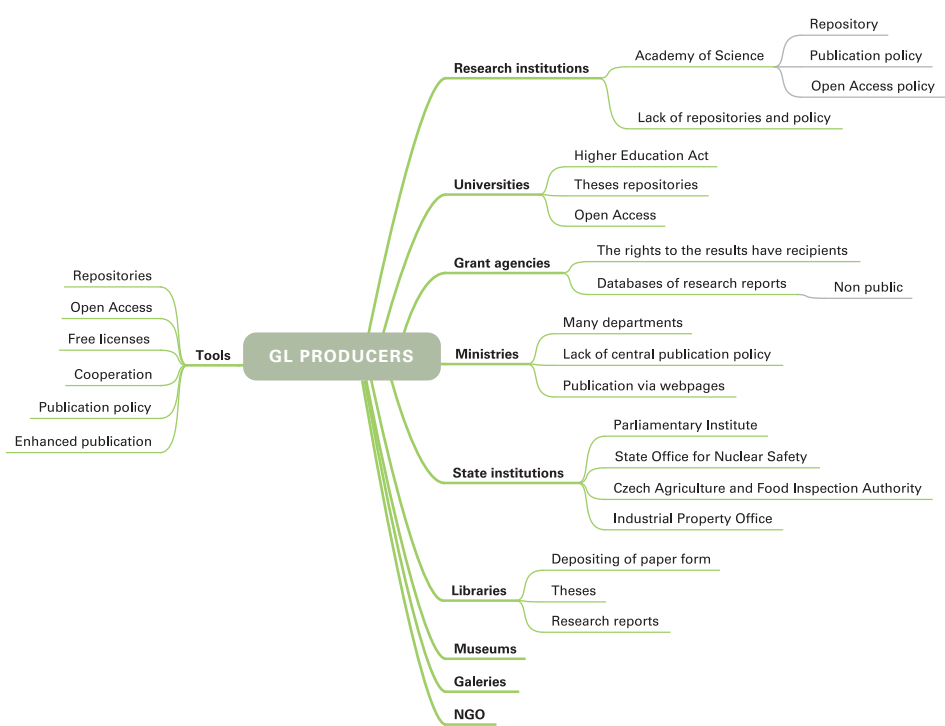 GL PRODUCERS
Research institutions
Academy of Science
Repository
Publication policy
Open Access policy
Lack of repositories and policy
Universities
Higher Education Act
Theses repositories
Open Access
Grant agencies
The rights to the results have recipients
Databases of research reports
Non public
Ministries
Many departments
Lack of central publication policy
Publication via webpages
State institutions
Parliamentary Institute
State Office for Nuclear Safety
Czech Agriculture and Food Inspection Authority
Industrial Property Office
Libraries
Depositing of paper form
Theses
Research reports
Museums
Galeries
NGO
Tools
Repositories
Open Access
Free licenses
Cooperation
Publication policy
Enhanced publication